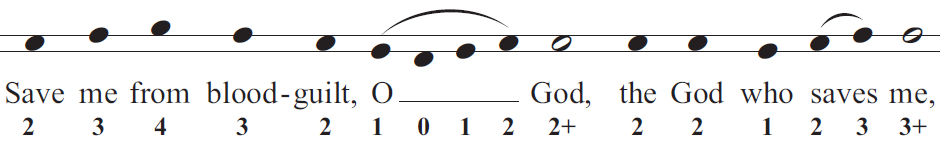 Save me from blood-guilt, O ________ God, the God who saves me,
2 3 4 3 2 1 0 1 2 2+ 2 2 1 2 3 3+